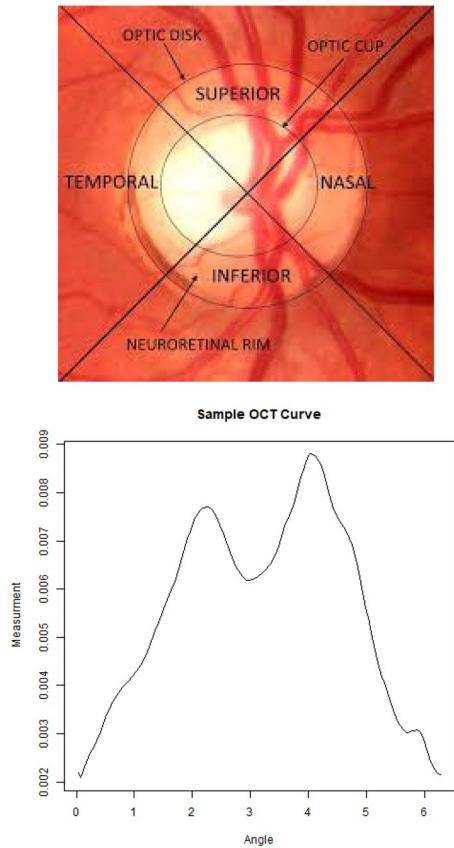 OPTIC DISK
OPTIC CUP
SUPERIOR
TEMPORAL
NASAL
INFERIOR
NEURORETINAL RIM
Sample OCT Curve
Measurment
0.009
0.008
0.007
0.006
0.005
0.004
0.003
0.002
0 1 2 3 4 5 6
Angle